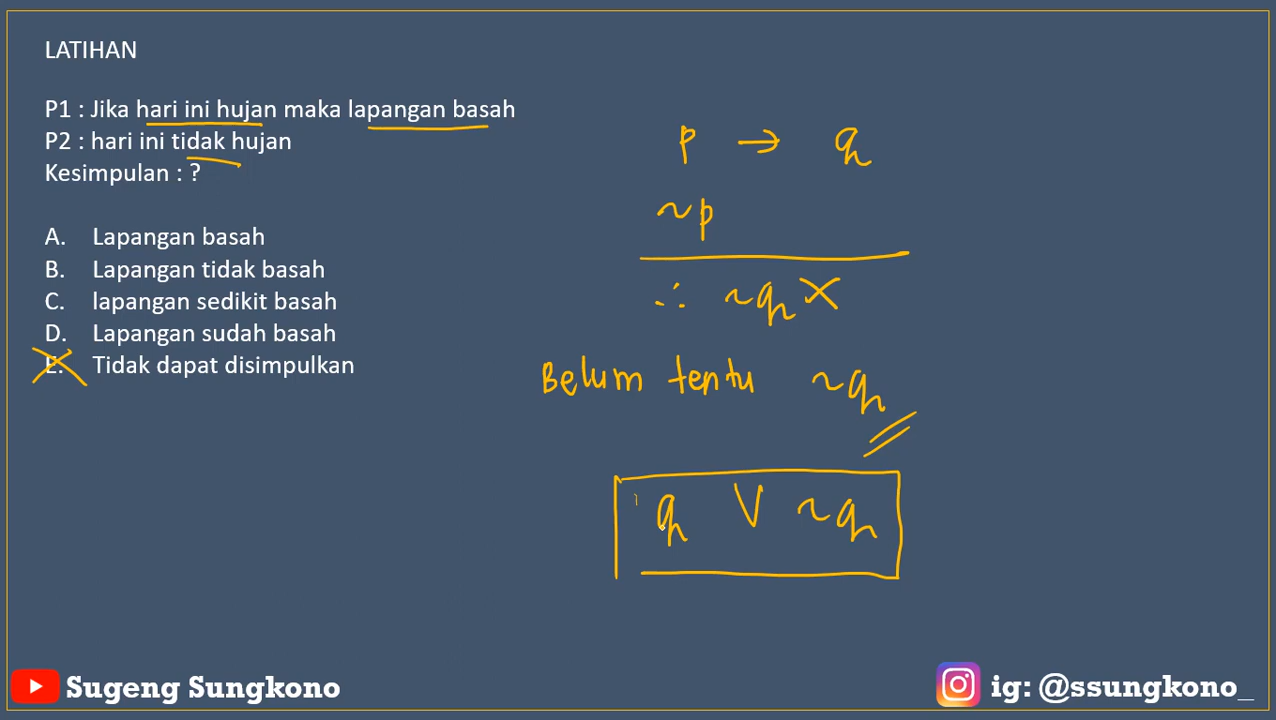 LATIHAN
P1 : Jika hari ini hujan maka lapangan basah
P2 : hari ini tidak hujan
Kesimpulan : ?
A. Lapangan basah
B. Lapangan tidak basah
C. lapangan sedikit basah
D. Lapangan sudah basah
E. Tidak dapat disimpulkan
p → q
~p
∴ ~q X
Belum tentu ~q
q V ~q
Sugeng Sungkono
ig: @ssungkono_